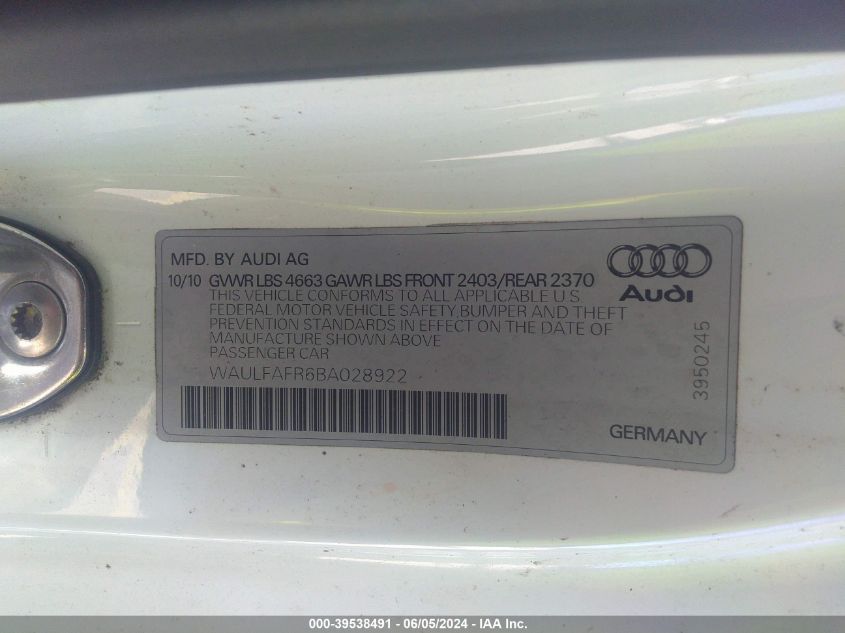 MFD. BY AUDI AG
10/10 GVWR LBS 4663 GAWR LBS FRONT 2403/REAR 2370
THIS VEHICLE CONFORMS TO ALL APPLICABLE U.S
FEDERAL MOTOR VEHICLE SAFETY,BUMPER AND THEFT
PREVENTION STANDARDS IN EFFECT ON THE DATE OF
MANUFACTURE SHOWN ABOVE
PASSENGER CAR
WAULFAFR6BA028922
Audi
3950245
GERMANY
000-39538491 - 06/05/2024 - IAA Inc.